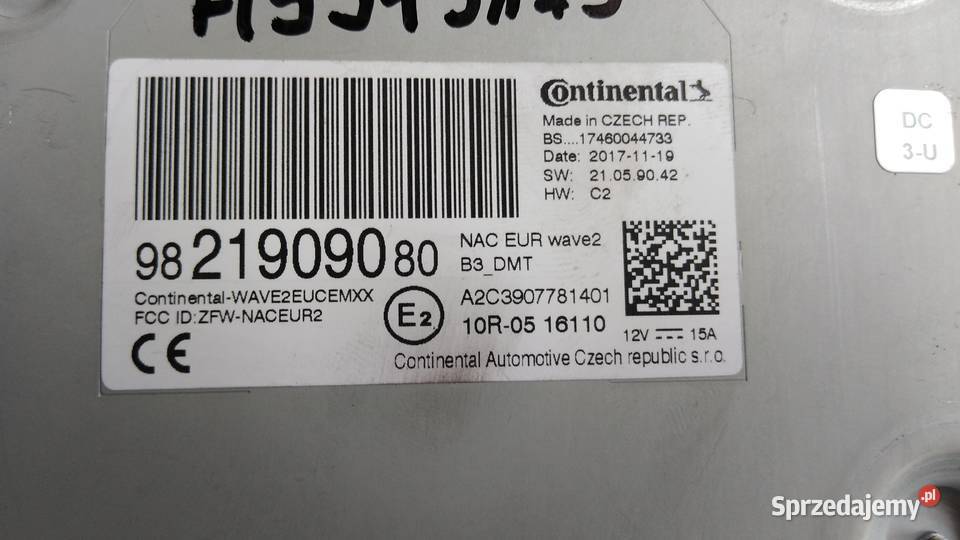 Continental
Made in CZECH REP.
BS....17460044733
Date: 2017-11-19
SW: 21.05.90.42
HW: C2
DC
3-U
98 219090 80
NAC EUR wave2
B3_DMT
Continental-WAVE2EUCEMXX
FCC ID:ZFW-NACEUR2
E2
A2C3907781401
10R-05 16110
12V 15A
CE
Continental Automotive Czech republic s.r.o.
Sprzedajemy.pl